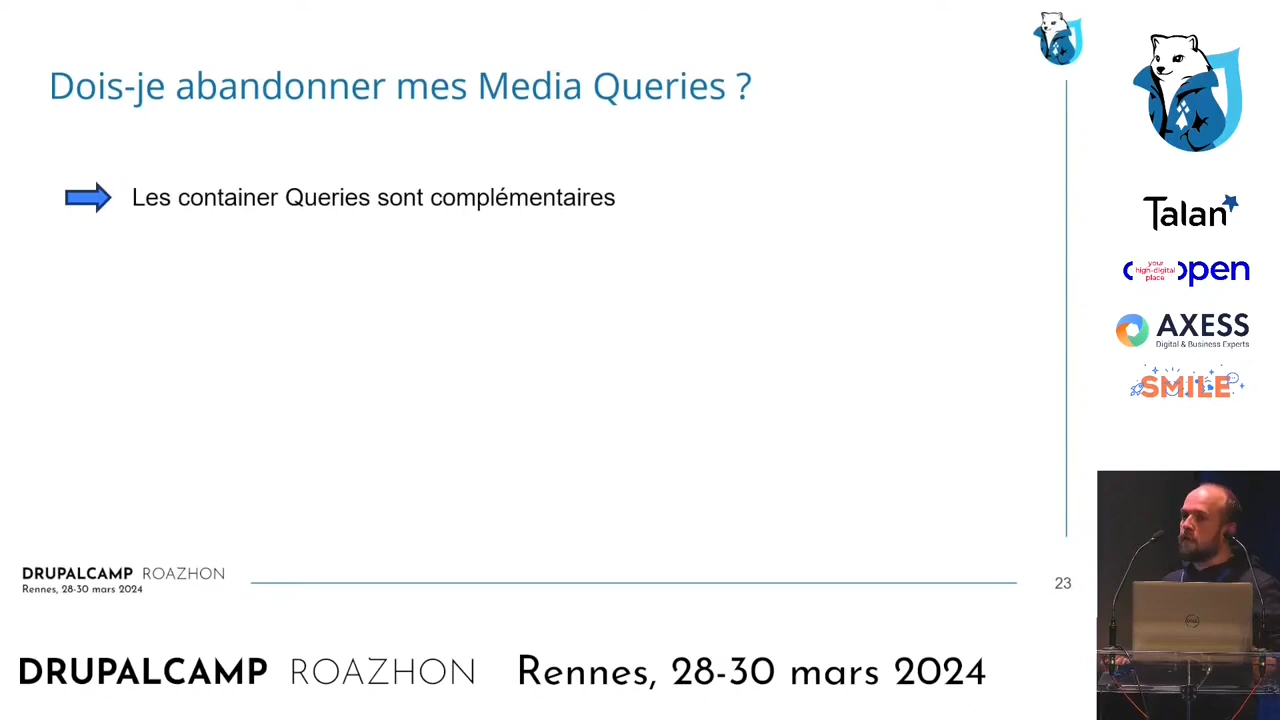 Dois-je abandonner mes Media Queries ?
Les container Queries sont complémentaires
DRUPALCAMP ROAZHON
Rennes, 28-30 mars 2024
23
DRUPALCAMP ROAZHON Rennes, 28-30 mars 2024
Talan
your
high-digital
place
open
AXESS
Digital & Business Experts
SMILE
DELL